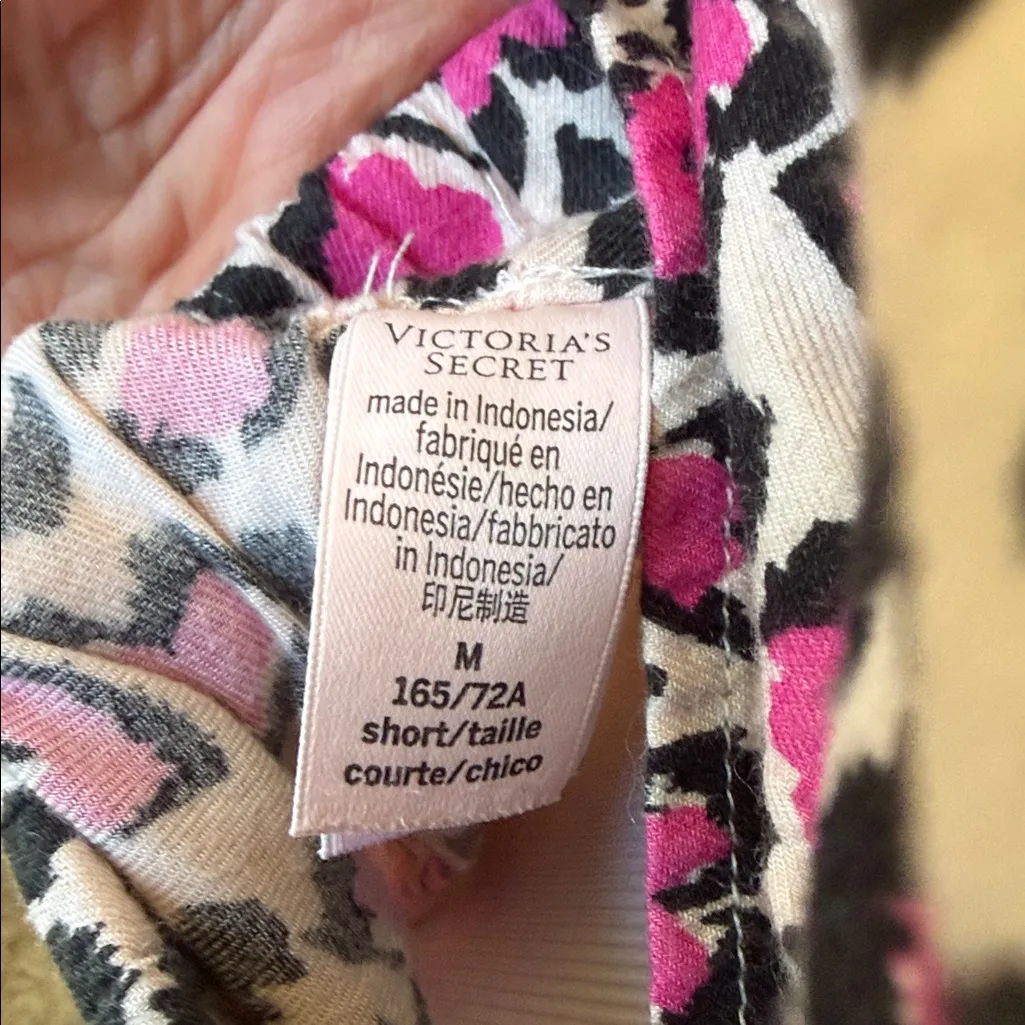 VICTORIA'S
SECRET
made in Indonesia/
fabriqué en
Indonésie/hecho en
Indonesia/fabbricato
in Indonesia/
印尼制造
M
165/72A
short/taille
courte/chico